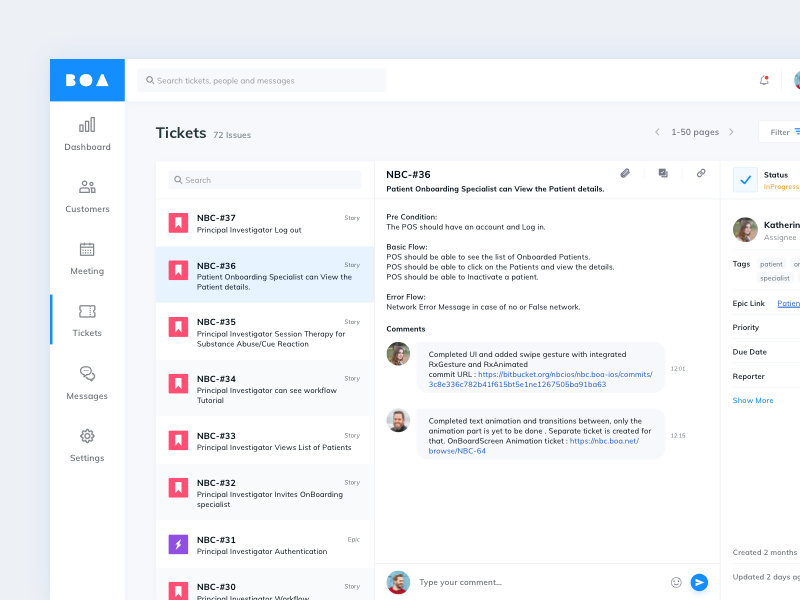 BOA
Search tickets, people and messages
Dashboard
Customers
Meeting
Tickets
Messages
Settings
Tickets 72 Issues
1-50 pages
Filter
Search
NBC-#37 Story
Principal Investigator Log out
NBC-#36 Story
Patient Onboarding Specialist can View the
Patient details.
NBC-#35 Story
Principal Investigator Session Therapy for
Substance Abuse/Cue Reaction
NBC-#34 Story
Principal Investigator can see workflow
Tutorial
NBC-#33 Story
Principal Investigator Views List of Patients
NBC-#32 Story
Principal Investigator Invites OnBoarding
specialist
NBC-#31 Epic
Principal Investigator Authentication
NBC-#30 Story
Principal Investigator Workflow
NBC-#36
Patient Onboarding Specialist can View the Patient details.
Pre Condition:
The POS should have an account and Log in.
Basic Flow:
POS should be able to see the list of Onboarded Patients.
POS should be able to click on the Patients and view the details.
POS should be able to Inactivate a patient.
Error Flow:
Network Error Message in case of no or False network.
Comments
Completed UI and added swipe gesture with integrated
RxGesture and RxAnimated
commit URL : https://bitbucket.org/nbcios/nbc.boa-ios/commits/
3c8e336c782b41f615bt5e1ne1267505ba91ba63
12:01
Completed text animation and transitions between, only the
animation part is yet to be done . Separate ticket is created for
that. OnBoardScreen Animation ticket : https://nbc.boa.net/
browse/NBC-64
12:15
Type your comment...
Status
InProgress
Katherin
Assignee
Tags patient or
specialist
Epic Link Patien
Priority
Due Date
Reporter
Show More
Created 2 months
Updated 2 days ag